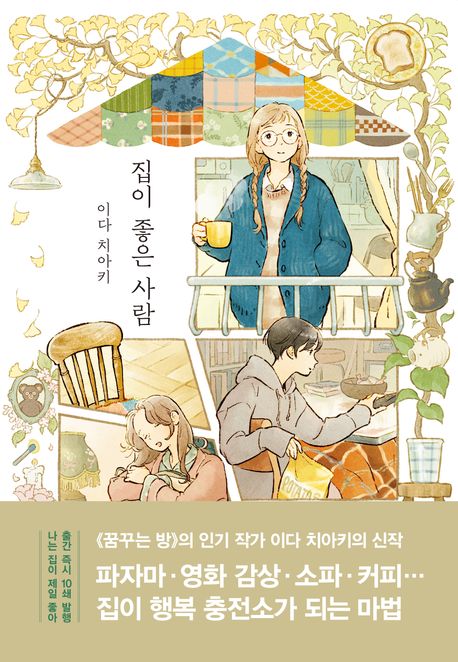 집이 좋은 사람
이다 치아키
POTATO
출간 즉시 10쇄 발행
나는 집이 제일 좋아
《꿈꾸는 방》의 인기 작가 이다 치아키의 신작
파자마·영화 감상·소파·커피…
집이 행복 충전소가 되는 마법